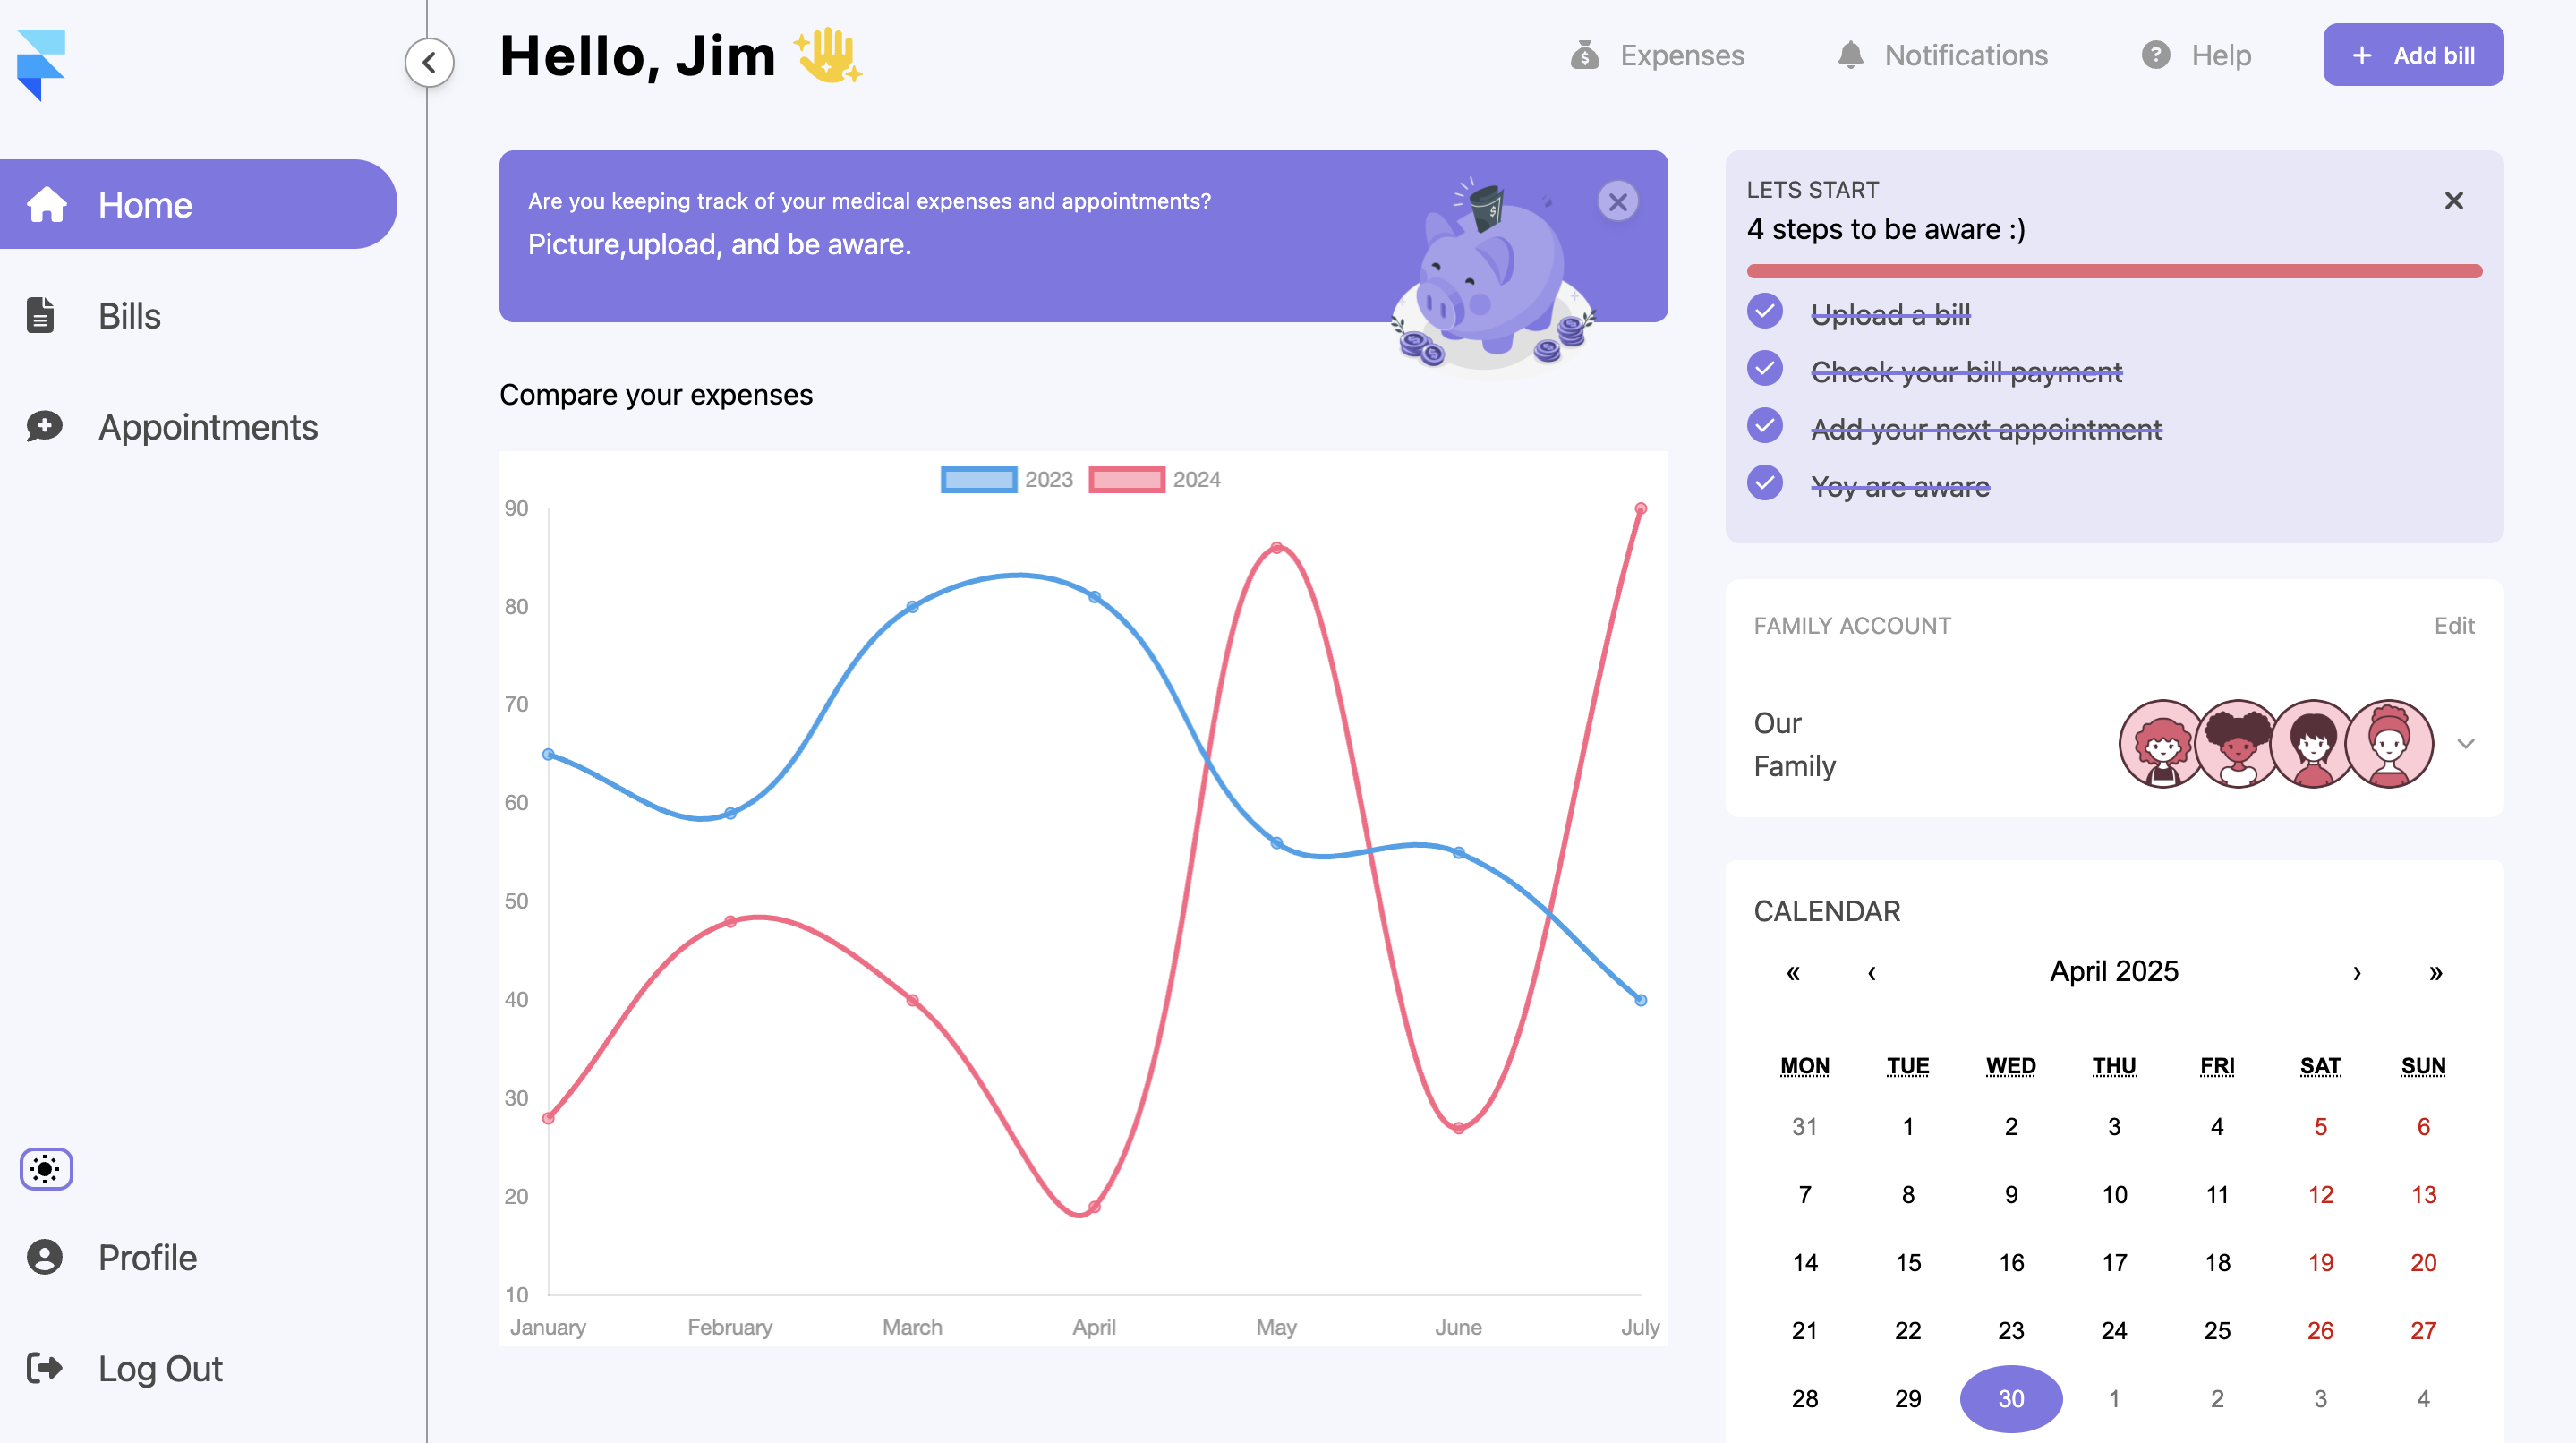 Hello, Jim
Expenses
Notifications
Help
+ Add bill
Home
Bills
Appointments
Profile
Log Out
Are you keeping track of your medical expenses and appointments?
Picture,upload, and be aware.
Compare your expenses
2023 2024
90
80
70
60
50
40
30
20
10
January February March April May June July
LETS START
4 steps to be aware :)
Upload a bill
Check your bill payment
Add your next appointment
Yoy are aware
FAMILY ACCOUNT Edit
Our
Family
CALENDAR
« ‹ April 2025 › »
MON TUE WED THU FRI SAT SUN
31 1 2 3 4 5 6
7 8 9 10 11 12 13
14 15 16 17 18 19 20
21 22 23 24 25 26 27
28 29 30 1 2 3 4